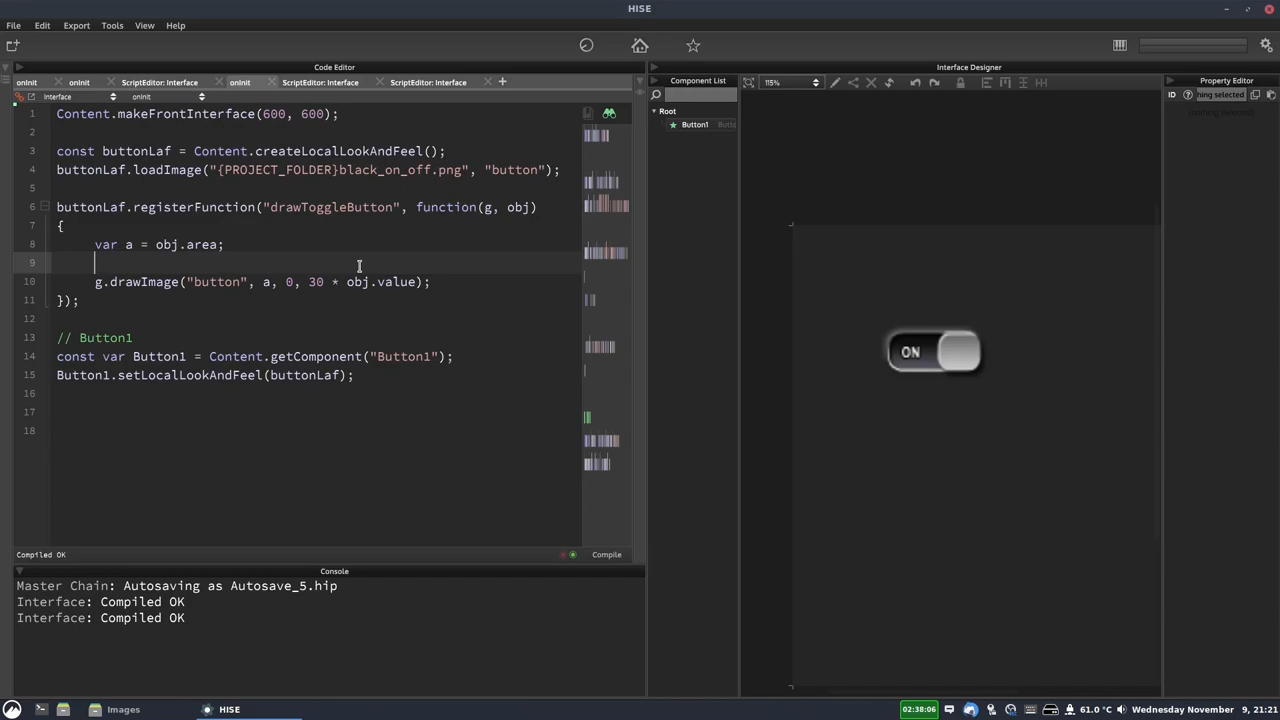 HISE
File Edit Export Tools View Help
Code Editor
Interface Designer
onInit onInit ScriptEditor: Interface onInit ScriptEditor: Interface ScriptEditor: Interface
Component List
115%
Property Editor
Interface onInit
ID hing selected
Root
nothing selected
Button1
1 Content.makeFrontInterface(600, 600);
2
3 const buttonLaf = Content.createLocalLookAndFeel();
4 buttonLaf.loadImage("{PROJECT_FOLDER}black_on_off.png", "button");
5
6 buttonLaf.registerFunction("drawToggleButton", function(g, obj)
7 {
8 var a = obj.area;
9
10 g.drawImage("button", a, 0, 30 * obj.value);
11 });
12
13 // Button1
14 const var Button1 = Content.getComponent("Button1");
15 Button1.setLocalLookAndFeel(buttonLaf);
16
17
18
ON
Compiled OK
Compile
Console
Master Chain: Autosaving as Autosave_5.hip
Interface: Compiled OK
Interface: Compiled OK
Images HISE 02:38:06 61.0 °C Wednesday November 9, 21:21